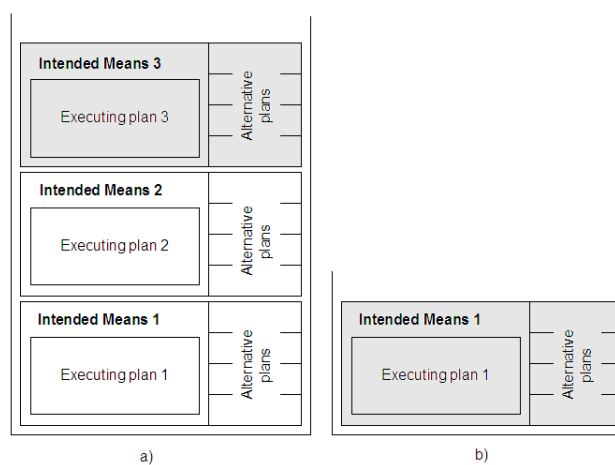 Intended Means 3
Executing plan 3
Alternative
plans
Intended Means 2
Executing plan 2
Alternative
plans
Intended Means 1
Executing plan 1
Alternative
plans
a)
Intended Means 1
Executing plan 1
Alternative
plans
b)